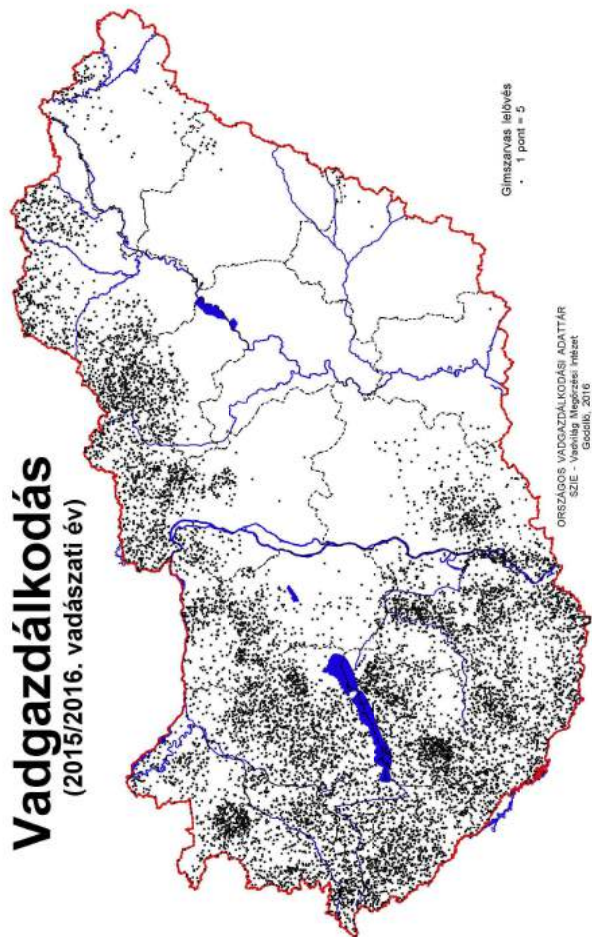 Vadgazdálkodás
(2015/2016. vadászati év)
Gímszarvas lelövés
· 1 pont = 5
ORSZÁGOS VADGAZDÁLKODÁSI ADATTÁR
SZIE - Vadvilág Megőrzési Intézet
Gödöllő, 2016